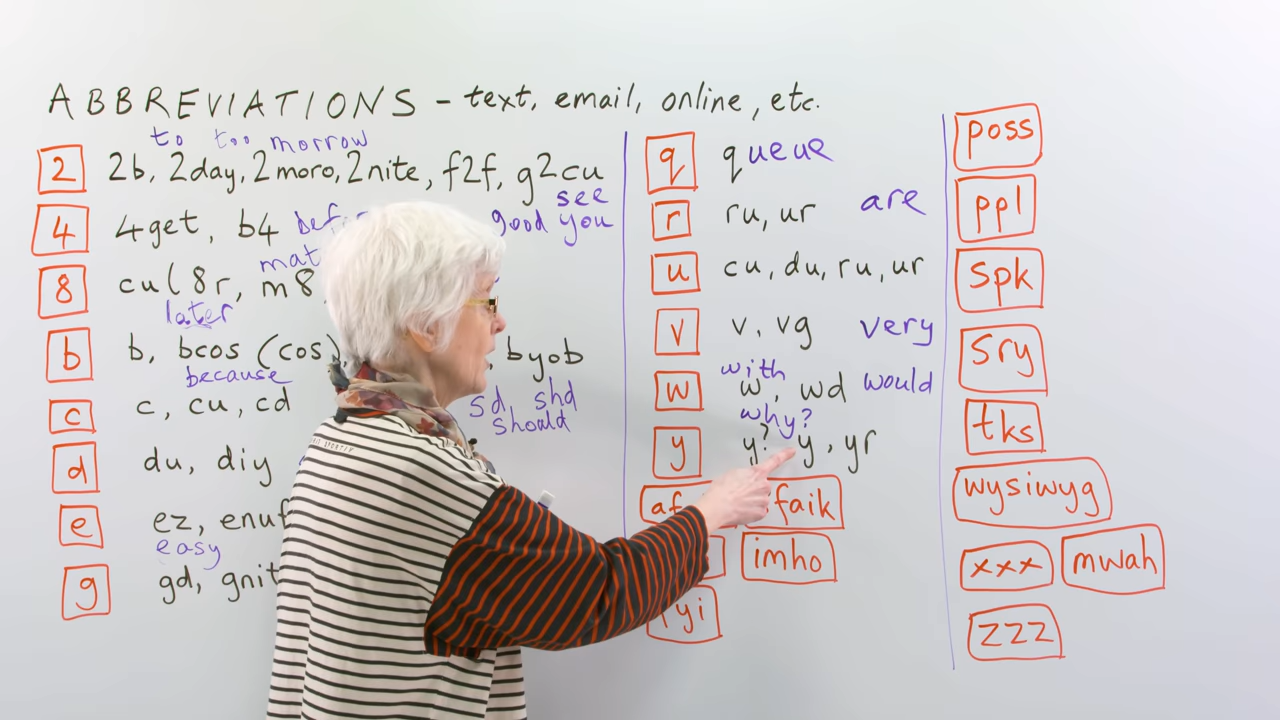 ABBREVIATIONS - text, email, online, etc.
to too morrow
2 2b, 2day, 2moro, 2nite, f2f, g2cu
see
good you
4 4get, b4
mat
8 cul8r, m8
later
b b, bcos (cos) byob
because
c c, cu, cd sd shd
should
d du, diy
e ez, enuf
easy
g gd, gnit
q queue
r ru, ur are
u cu, du, ru, ur
v v, vg very
with
w w, wd would
why?
y y? y, yr
faik
imho
fyi
poss
ppl
spk
sry
tks
wysiwyg
xxx mwah
zzz